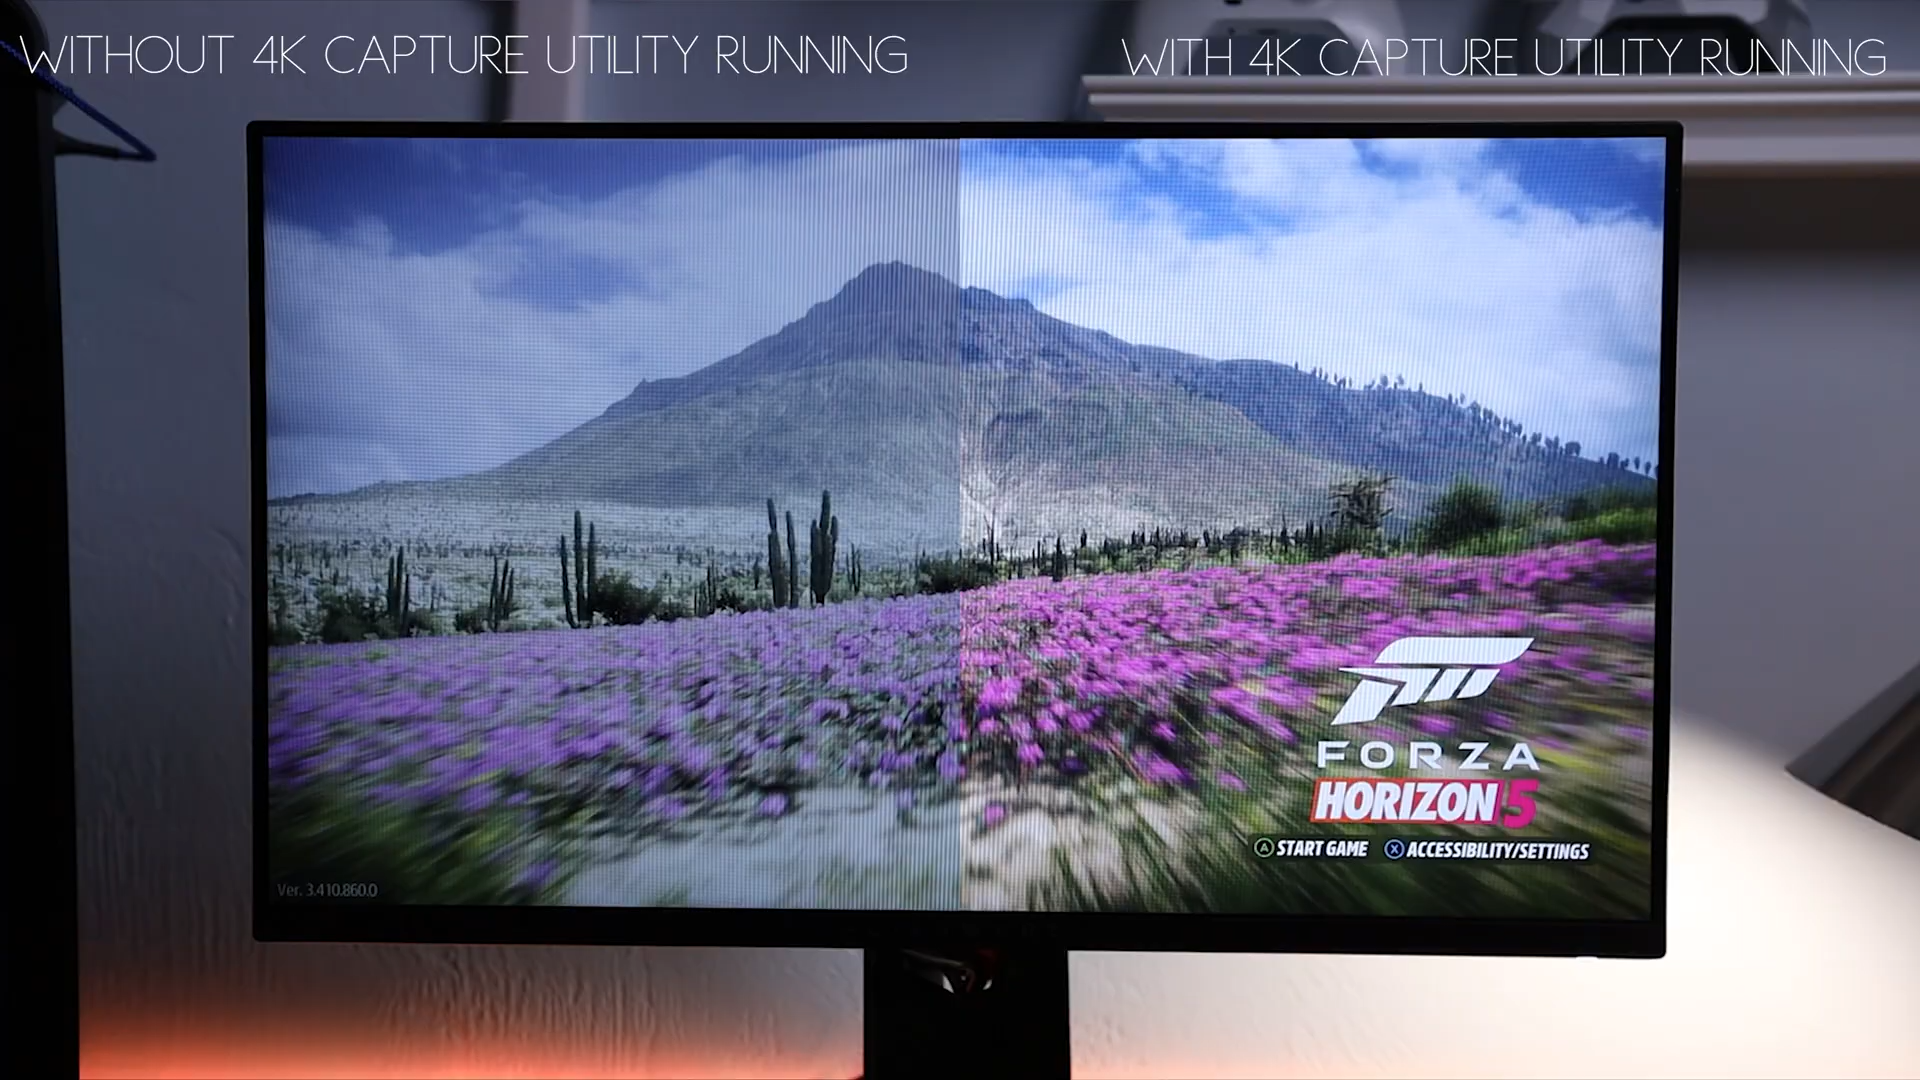 WITHOUT 4K CAPTURE UTILITY RUNNING
WITH 4K CAPTURE UTILITY RUNNING
FORZA
HORIZON 5
A START GAME X ACCESSIBILITY/SETTINGS
Ver. 3.410.860.0